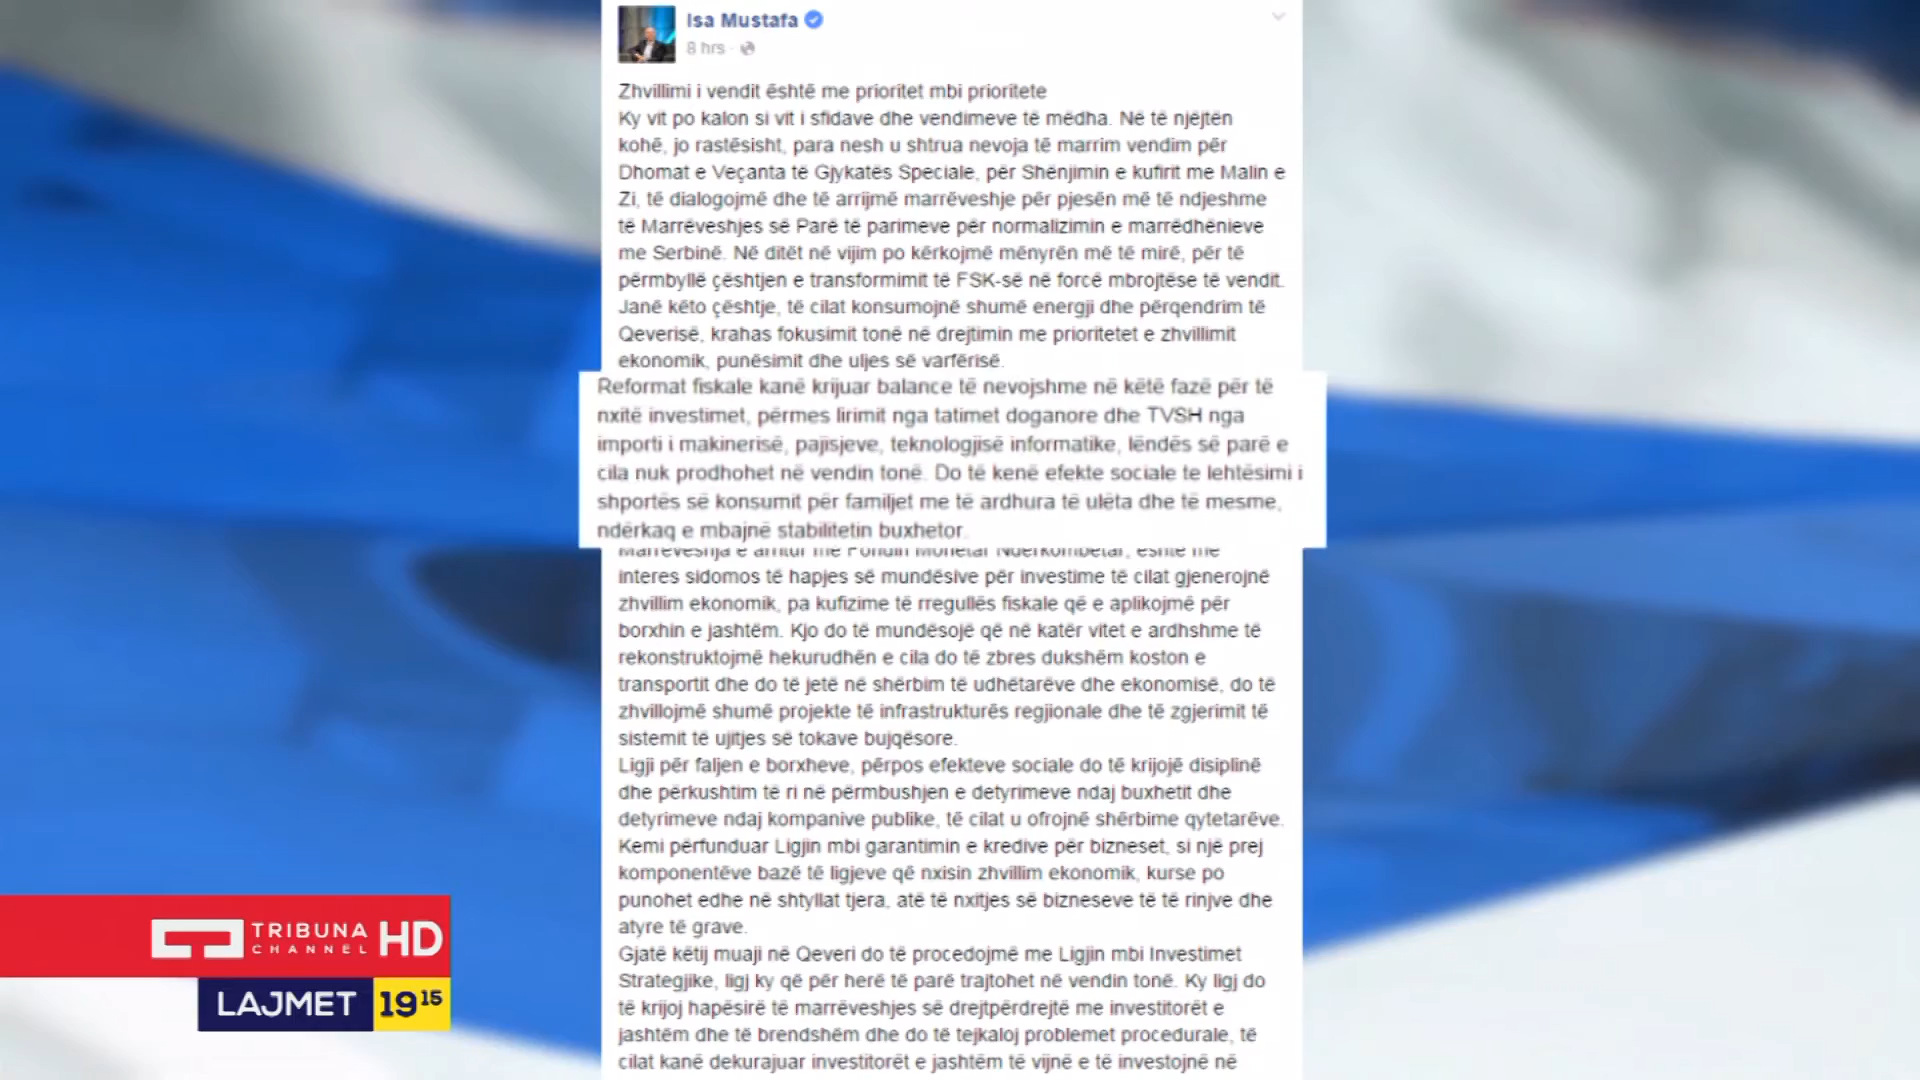 Isa Mustafa
8 hrs ·
Zhvillimi i vendit është me prioritet mbi prioritete
Ky vit po kalon si vit i sfidave dhe vendimeve të mëdha. Në të njëjtën
kohë, jo rastësisht, para nesh u shtrua nevoja të marrim vendim për
Dhomat e Veçanta të Gjykatës Speciale, për Shënjimin e kufirit me Malin e
Zi, të dialogojmë dhe të arrijmë marrëveshje për pjesën më të ndjeshme
të Marrëveshjes së Parë të parimeve për normalizimin e marrëdhënieve
me Serbinë. Në ditët në vijim po kërkojmë mënyrën më të mirë, për të
përmbyllë çështjen e transformimit të FSK-së në forcë mbrojtëse të vendit.
Janë këto çështje, të cilat konsumojnë shumë energji dhe përqendrim të
Qeverisë, krahas fokusimit tonë në drejtimin me prioritetet e zhvillimit
ekonomik, punësimit dhe uljes së varfërisë.
Reformat fiskale kanë krijuar balance të nevojshme në këtë fazë për të
nxitë investimet, përmes lirimit nga tatimet doganore dhe TVSH nga
importi i makinerisë, pajisjeve, teknologjisë informatike, lëndës së parë e
cila nuk prodhohet në vendin tonë. Do të kenë efekte sociale te lehtësimi i
shportës së konsumit për familjet me të ardhura të ulëta dhe të mesme,
ndërkaq e mbajnë stabilitetin buxhetor.
Marrëveshja e arritur me Fondin Monetar Ndërkombëtar, është me
interes sidomos të hapjes së mundësive për investime të cilat gjenerojnë
zhvillim ekonomik, pa kufizime të rregullës fiskale që e aplikojmë për
borxhin e jashtëm. Kjo do të mundësojë që në katër vitet e ardhshme të
rekonstruktojmë hekurudhën e cila do të zbres dukshëm koston e
transportit dhe do të jetë në shërbim të udhëtarëve dhe ekonomisë, do të
zhvillojmë shumë projekte të infrastrukturës regjionale dhe të zgjerimit të
sistemit të ujitjes së tokave bujqësore.
Ligji për faljen e borxheve, përpos efekteve sociale do të krijojë disiplinë
dhe përkushtim të ri në përmbushjen e detyrimeve ndaj buxhetit dhe
detyrimeve ndaj kompanive publike, të cilat u ofrojnë shërbime qytetarëve.
Kemi përfunduar Ligjin mbi garantimin e kredive për bizneset, si një prej
komponentëve bazë të ligjeve që nxisin zhvillim ekonomik, kurse po
punohet edhe në shtyllat tjera, atë të nxitjes së bizneseve të të rinjve dhe
atyre të grave.
Gjatë këtij muaji në Qeveri do të procedojmë me Ligjin mbi Investimet
Strategjike, ligj ky që për herë të parë trajtohet në vendin tonë. Ky ligj do
të krijoj hapësirë të marrëveshjes së drejtpërdrejtë me investitorët e
jashtëm dhe të brendshëm dhe do të tejkaloj problemet procedurale, të
cilat kanë dekurajuar investitorët e jashtëm të vijnë e të investojnë në
TRIBUNA
CHANNEL
HD
LAJMET 19 15